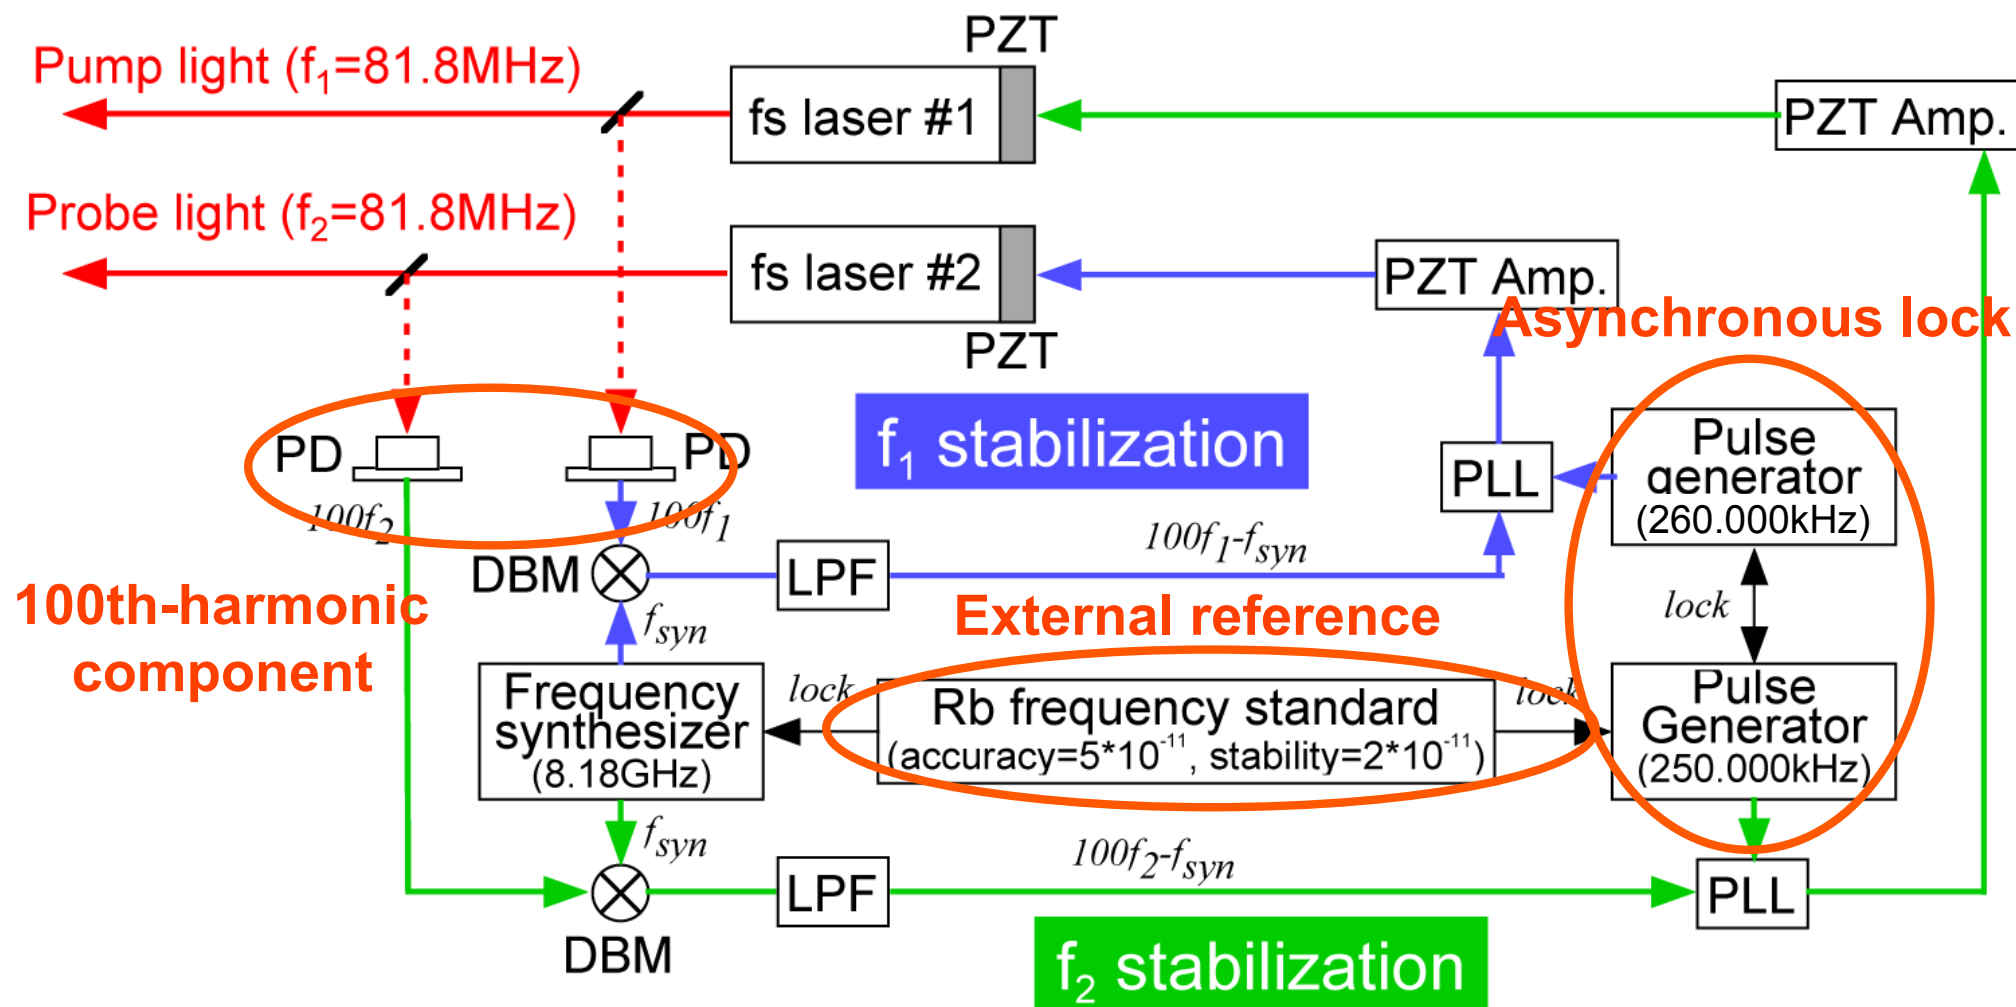 PZT
Pump light (f₁=81.8MHz)
fs laser #1
PZT Amp.
Probe light (f₂=81.8MHz)
fs laser #2
PZT Amp.
PZT
Asynchronous lock
PD
PD
f₁ stabilization
PLL
Pulse
generator
(260.000kHz)
100f₂
100f₁
DBM
LPF
100f₁-fsyn
100th-harmonic
component
fsyn
External reference
lock
Frequency
synthesizer
(8.18GHz)
lock
Rb frequency standard
(accuracy=5*10⁻¹¹, stability=2*10⁻¹¹)
lock
Pulse
Generator
(250.000kHz)
fsyn
100f₂-fsyn
LPF
PLL
DBM
f₂ stabilization